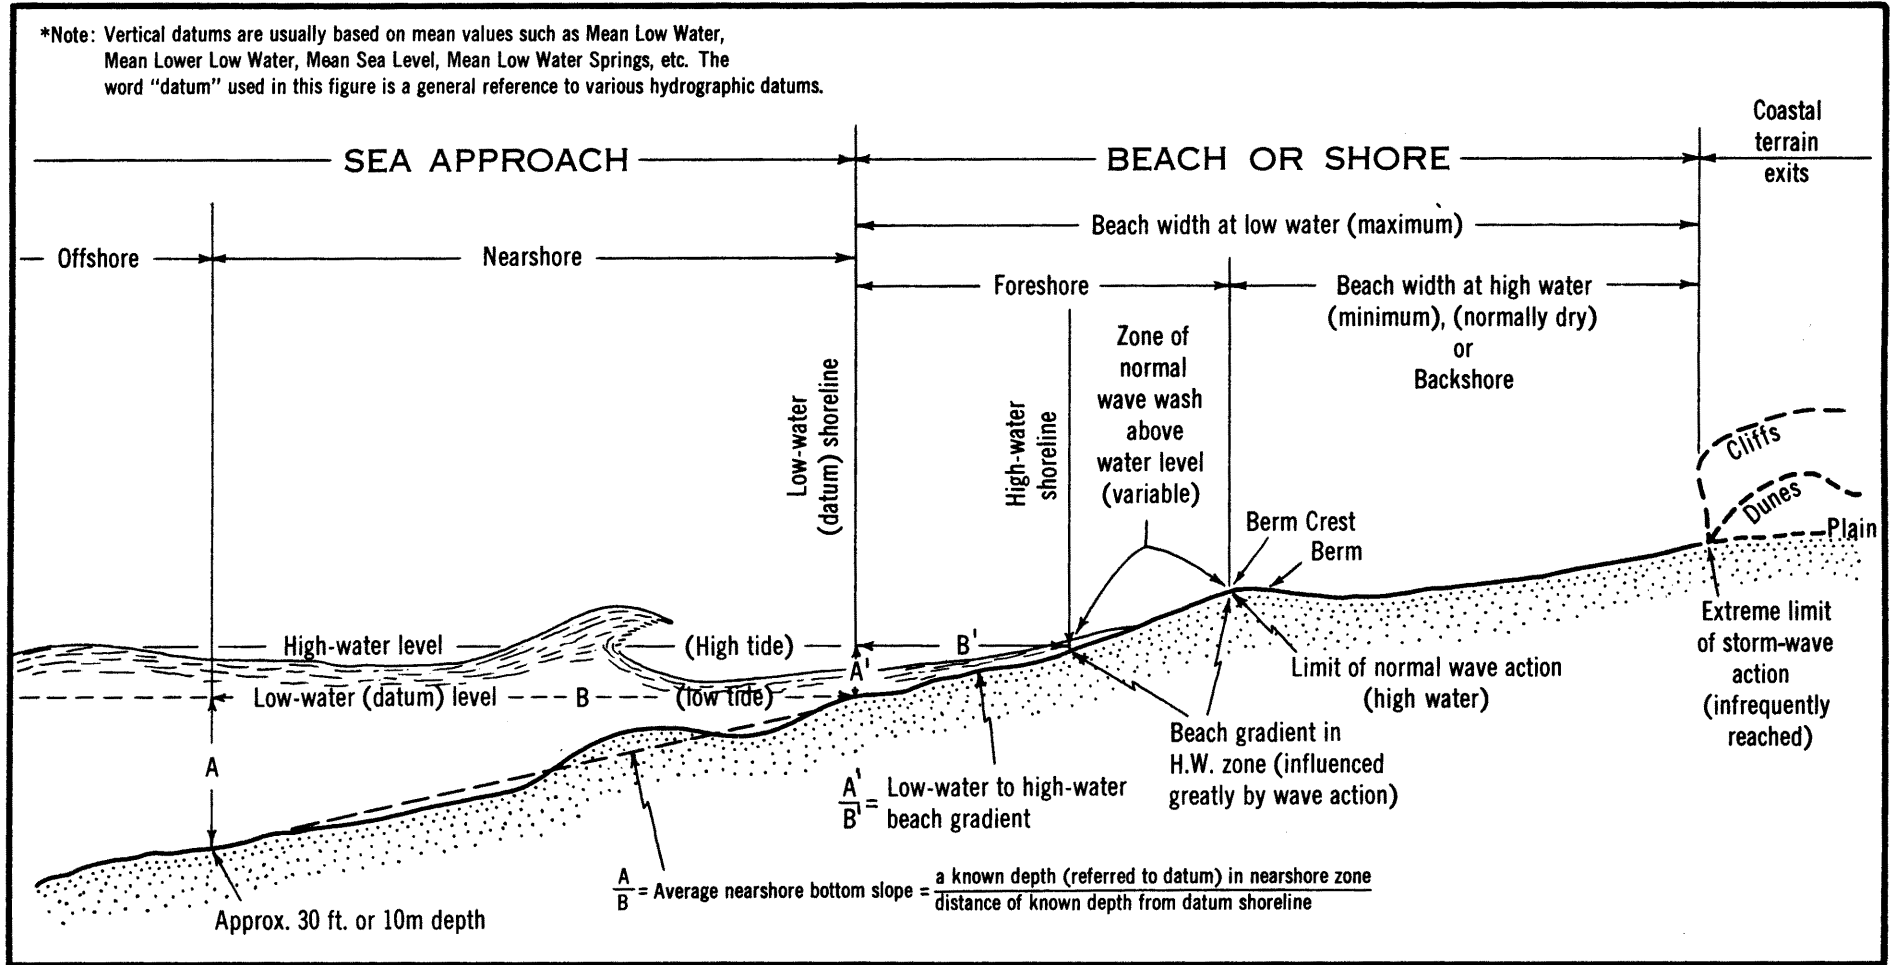 *Note: Vertical datums are usually based on mean values such as Mean Low Water,
Mean Lower Low Water, Mean Sea Level, Mean Low Water Springs, etc. The
word "datum" used in this figure is a general reference to various hydrographic datums.
Coastal
terrain
exits
SEA APPROACH
BEACH OR SHORE
Beach width at low water (maximum)
Offshore
Nearshore
Foreshore
Beach width at high water
(minimum), (normally dry)
or
Backshore
Low-water
(datum) shoreline
High-water
shoreline
Zone of
normal
wave wash
above
water level
(variable)
Cliffs
Dunes
Plain
Berm Crest
Berm
High-water level
(High tide)
B'
A'
Low-water (datum) level
B
(low tide)
A
Limit of normal wave action
(high water)
Extreme limit
of storm-wave
action
(infrequently
reached)
Beach gradient in
H.W. zone (influenced
greatly by wave action)
A'
B'
= Low-water to high-water
beach gradient
A
B
= Average nearshore bottom slope =
a known depth (referred to datum) in nearshore zone
distance of known depth from datum shoreline
Approx. 30 ft. or 10m depth